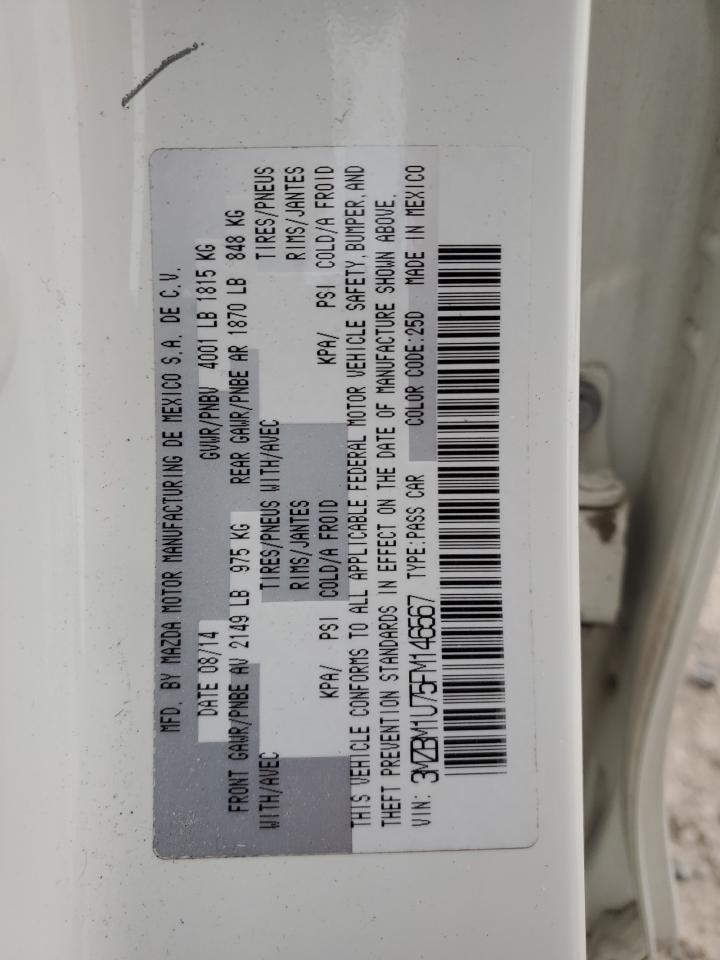 MFD. BY MAZDA MOTOR MANUFACTURING DE MEXICO S.A. DE C.V.
DATE 08/14 GVWR/PNBV 4001 LB 1815 KG
FRONT GAWR/PNBE AV 2149 LB 975 KG REAR GAWR/PNBE AR 1870 LB 848 KG
WITH/AVEC TIRES/PNEUS WITH/AVEC TIRES/PNEUS
RIMS/JANTES RIMS/JANTES
KPA/ PSI COLD/A FROID KPA/ PSI COLD/A FROID
THIS VEHICLE CONFORMS TO ALL APPLICABLE FEDERAL MOTOR VEHICLE SAFETY, BUMPER, AND
THEFT PREVENTION STANDARDS IN EFFECT ON THE DATE OF MANUFACTURE SHOWN ABOVE.
VIN: 3MZBM1U75FM146567 TYPE:PASS CAR COLOR CODE:25D MADE IN MEXICO